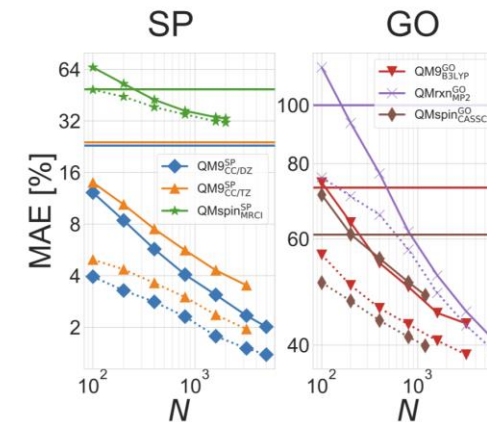 SP
GO
MAE [%]
64
32
16
8
4
2
QM9^SP_CC/DZ
QM9^SP_CC/TZ
QMspin^SP_MRCI
10^2
10^3
N
100
80
60
40
QM9^GO_B3LYP
QMrxn^GO_MP2
QMspin^GO_CASSC
10^2
10^3
N